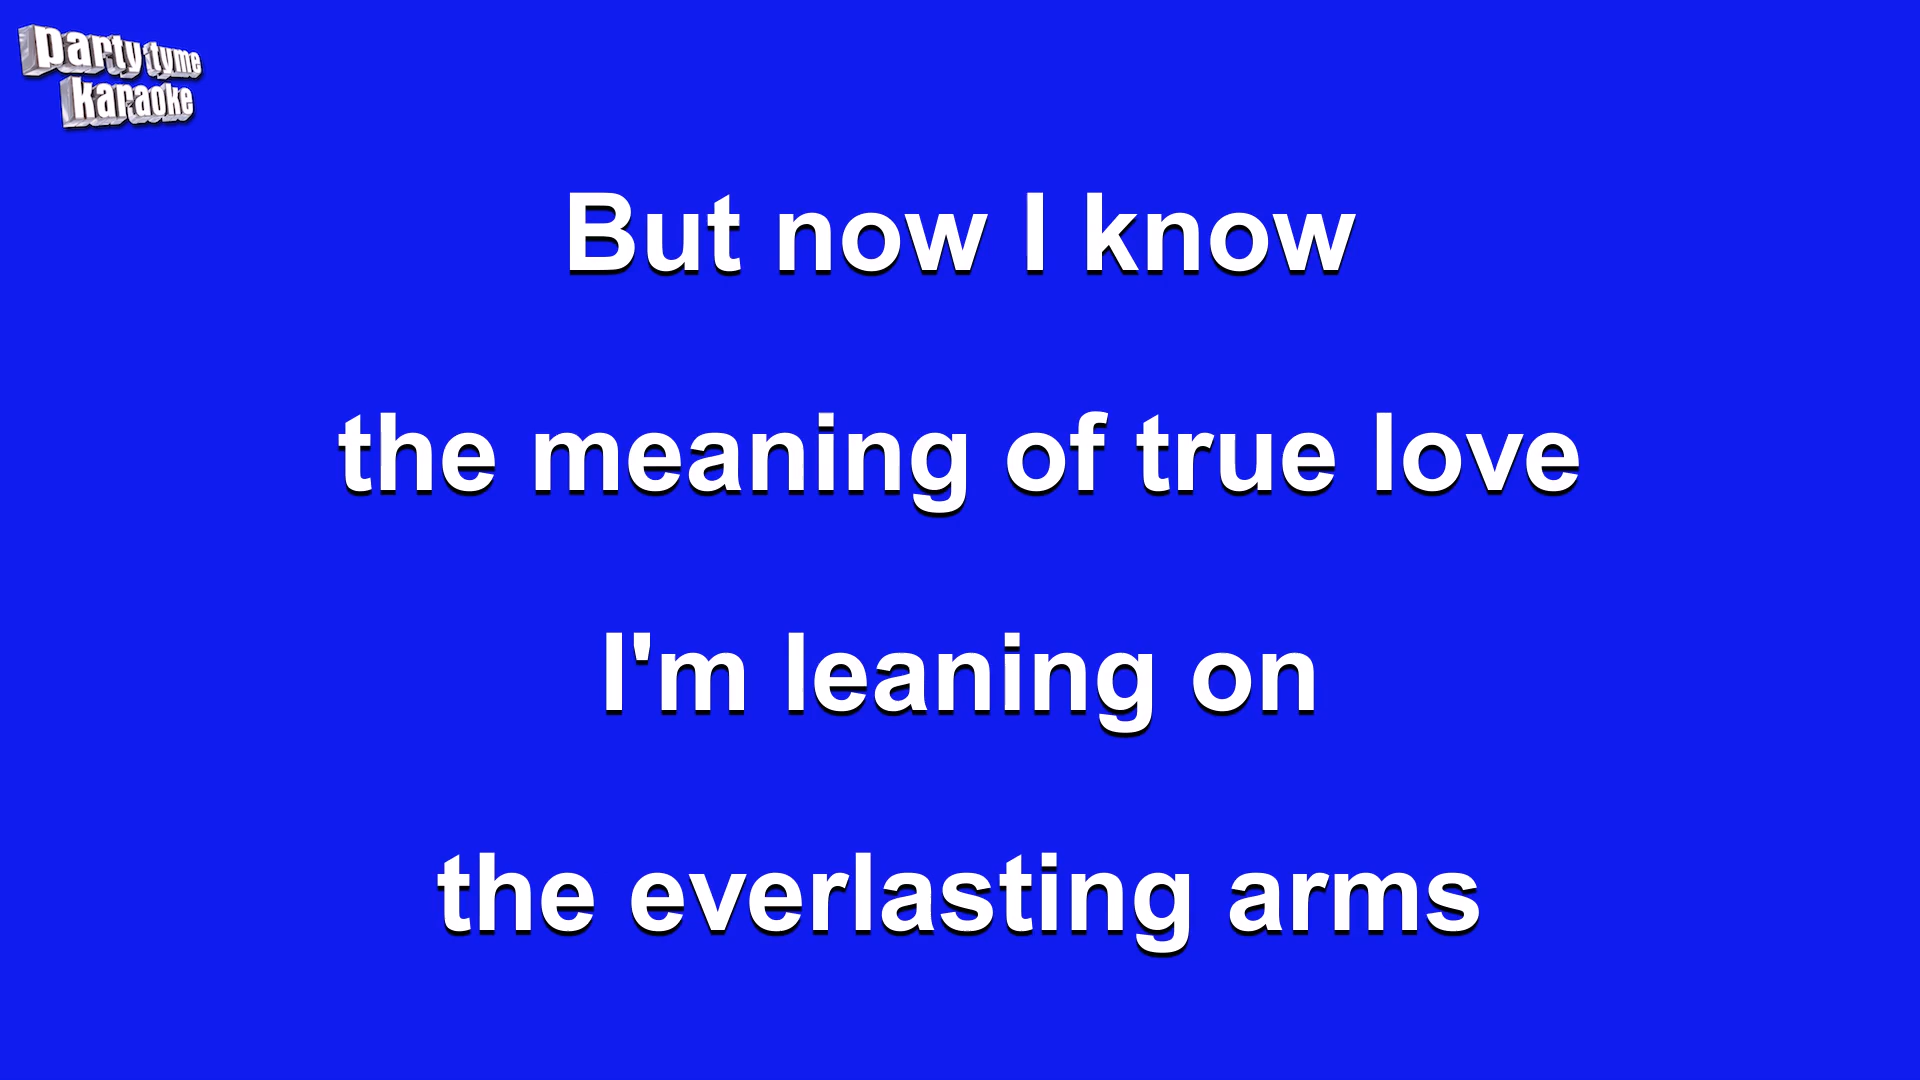 party tyme
karaoke
But now I know
the meaning of true love
I'm leaning on
the everlasting arms